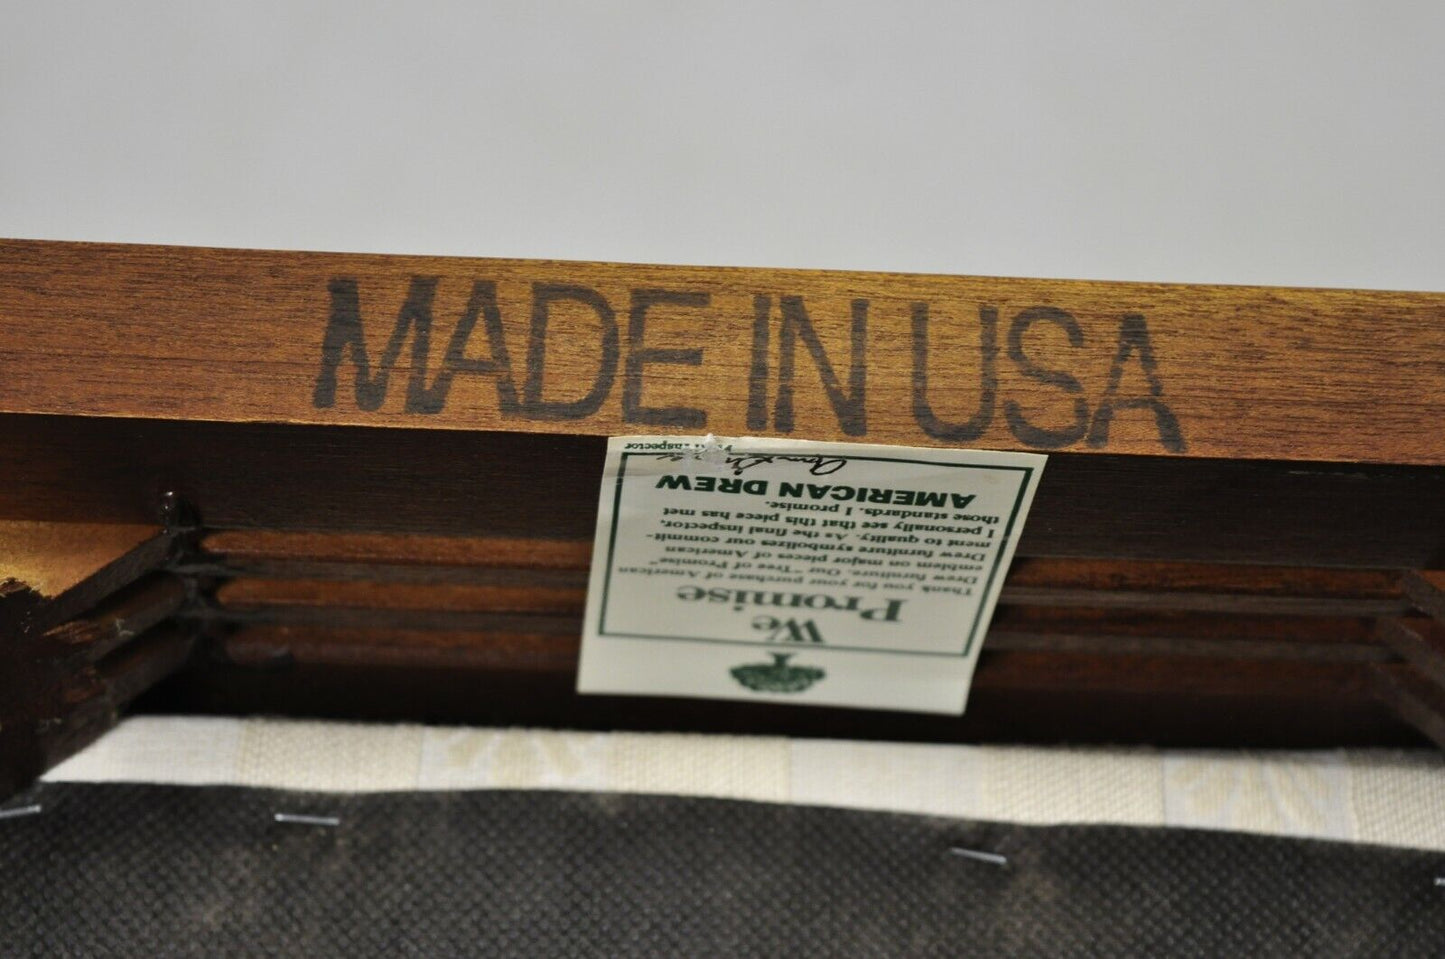 MADE IN USA
We
Promise
Thank you for your purchase of American
Drew furniture. Our "Tree of Promise"
emblem on major pieces of American
Drew furniture symbolizes our commit-
ment to quality. As the final inspector,
I personally see that this piece has met
those standards. I promise.
AMERICAN DREW
Inspector